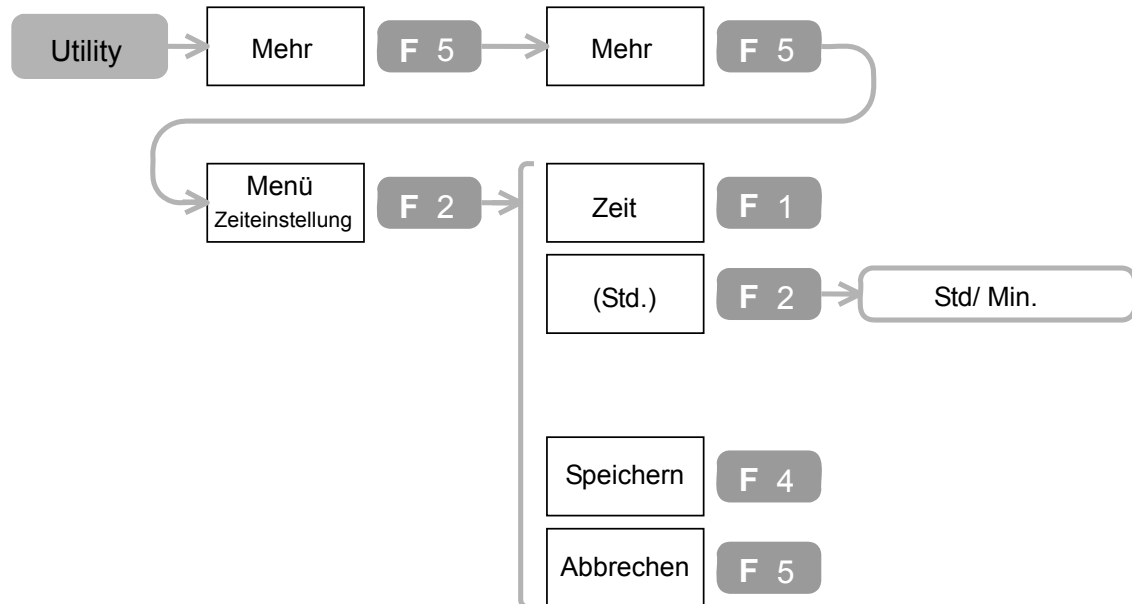 Utility
Mehr
F 5
Mehr
F 5
Menü
Zeiteinstellung
F 2
Zeit
F 1
(Std.)
F 2
Std/ Min.
Speichern
F 4
Abbrechen
F 5